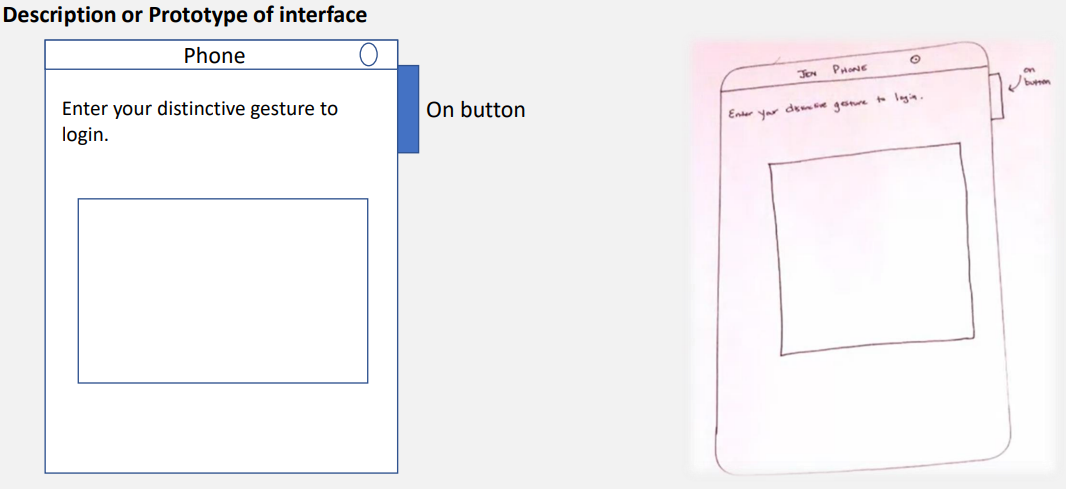 Description or Prototype of interface
Phone
Enter your distinctive gesture to
login.
On button
JEN PHONE
on
button
Enter your distinctive gesture to login.